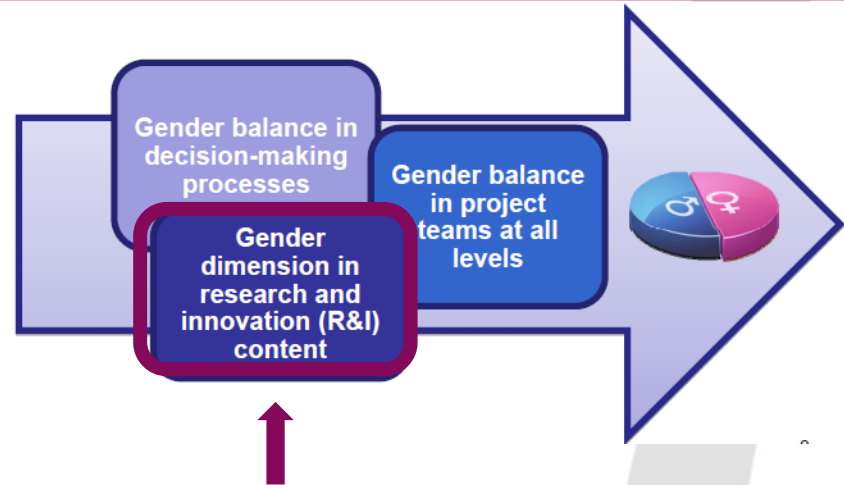 Gender balance in
decision-making
processes
Gender balance
in project
teams at all
levels
Gender
dimension in
research and
innovation (R&I)
content